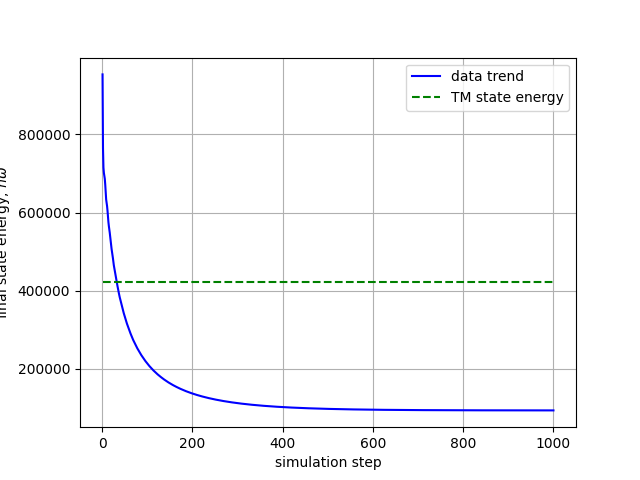 data trend
TM state energy
800000
600000
400000
200000
0
200
400
600
800
1000
simulation step
final state energy, ħω